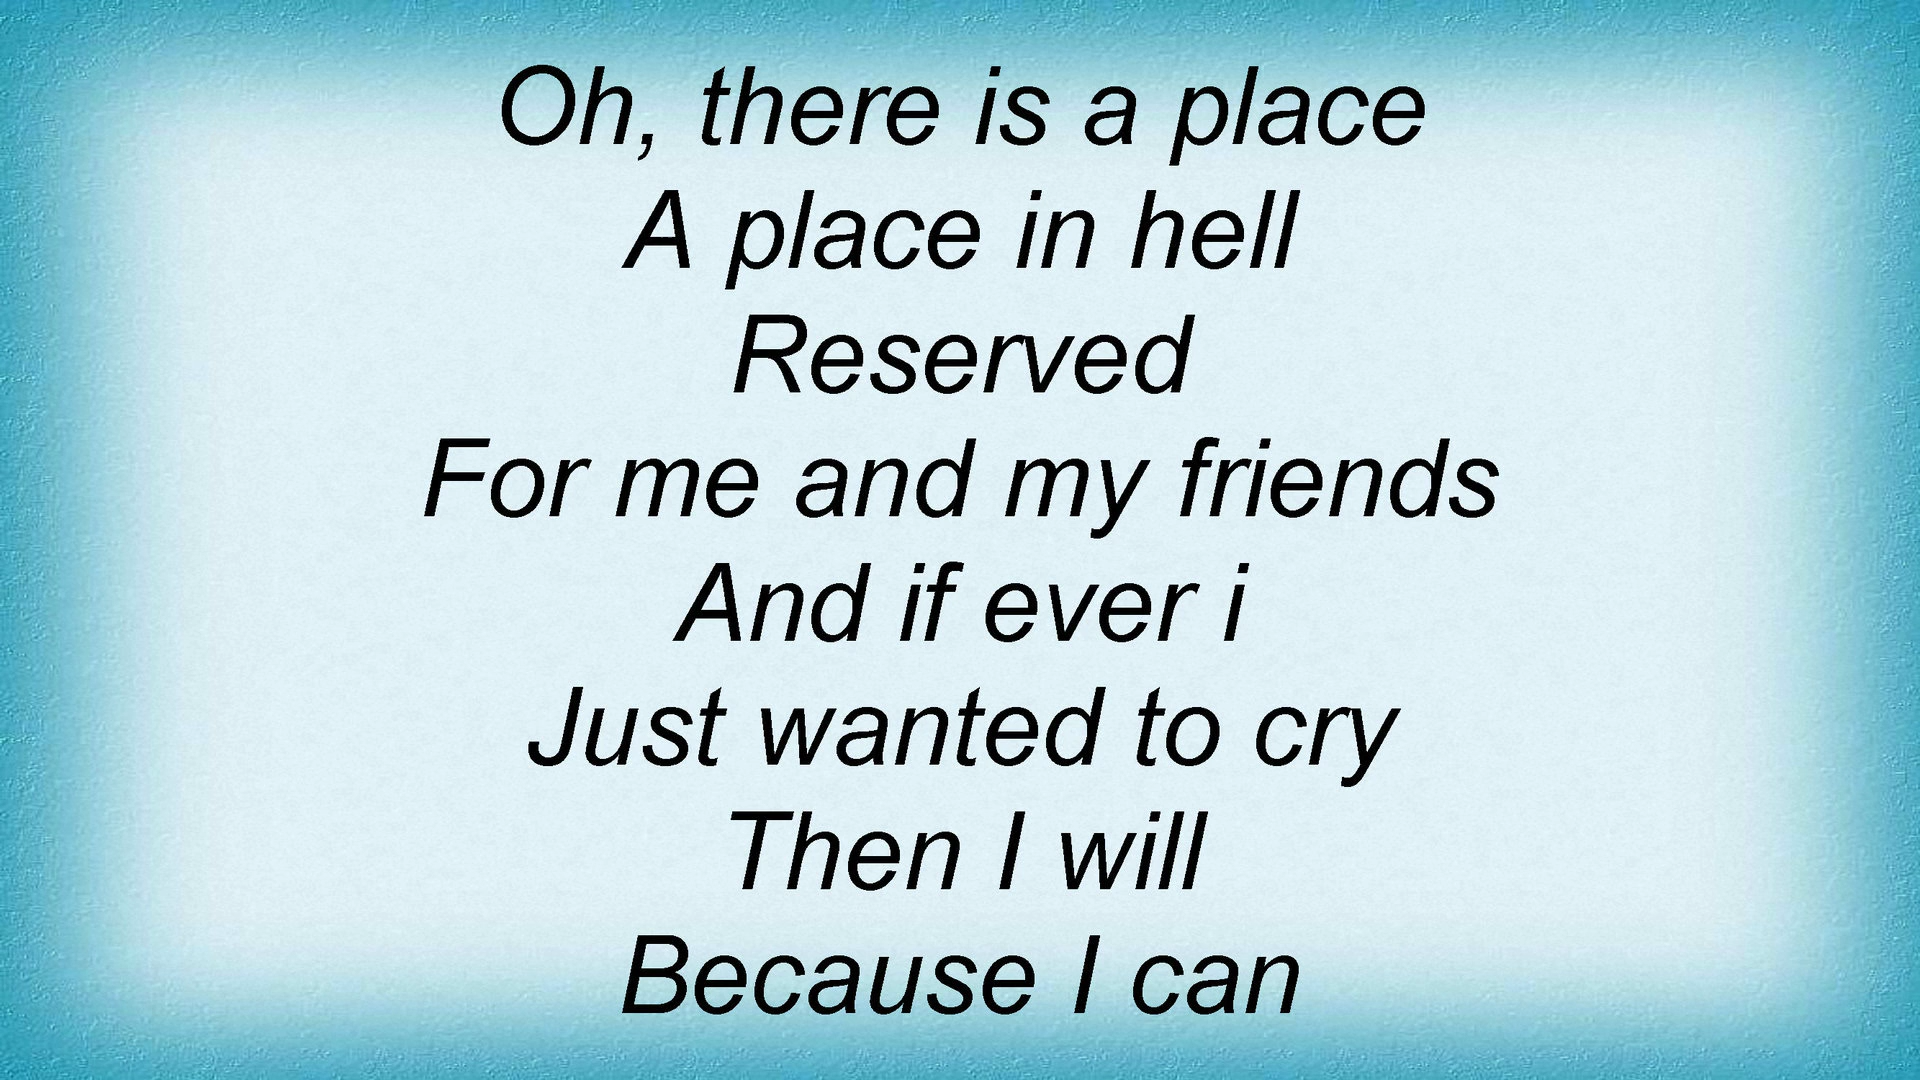 Oh, there is a place
A place in hell
Reserved
For me and my friends
And if ever i
Just wanted to cry
Then I will
Because I can